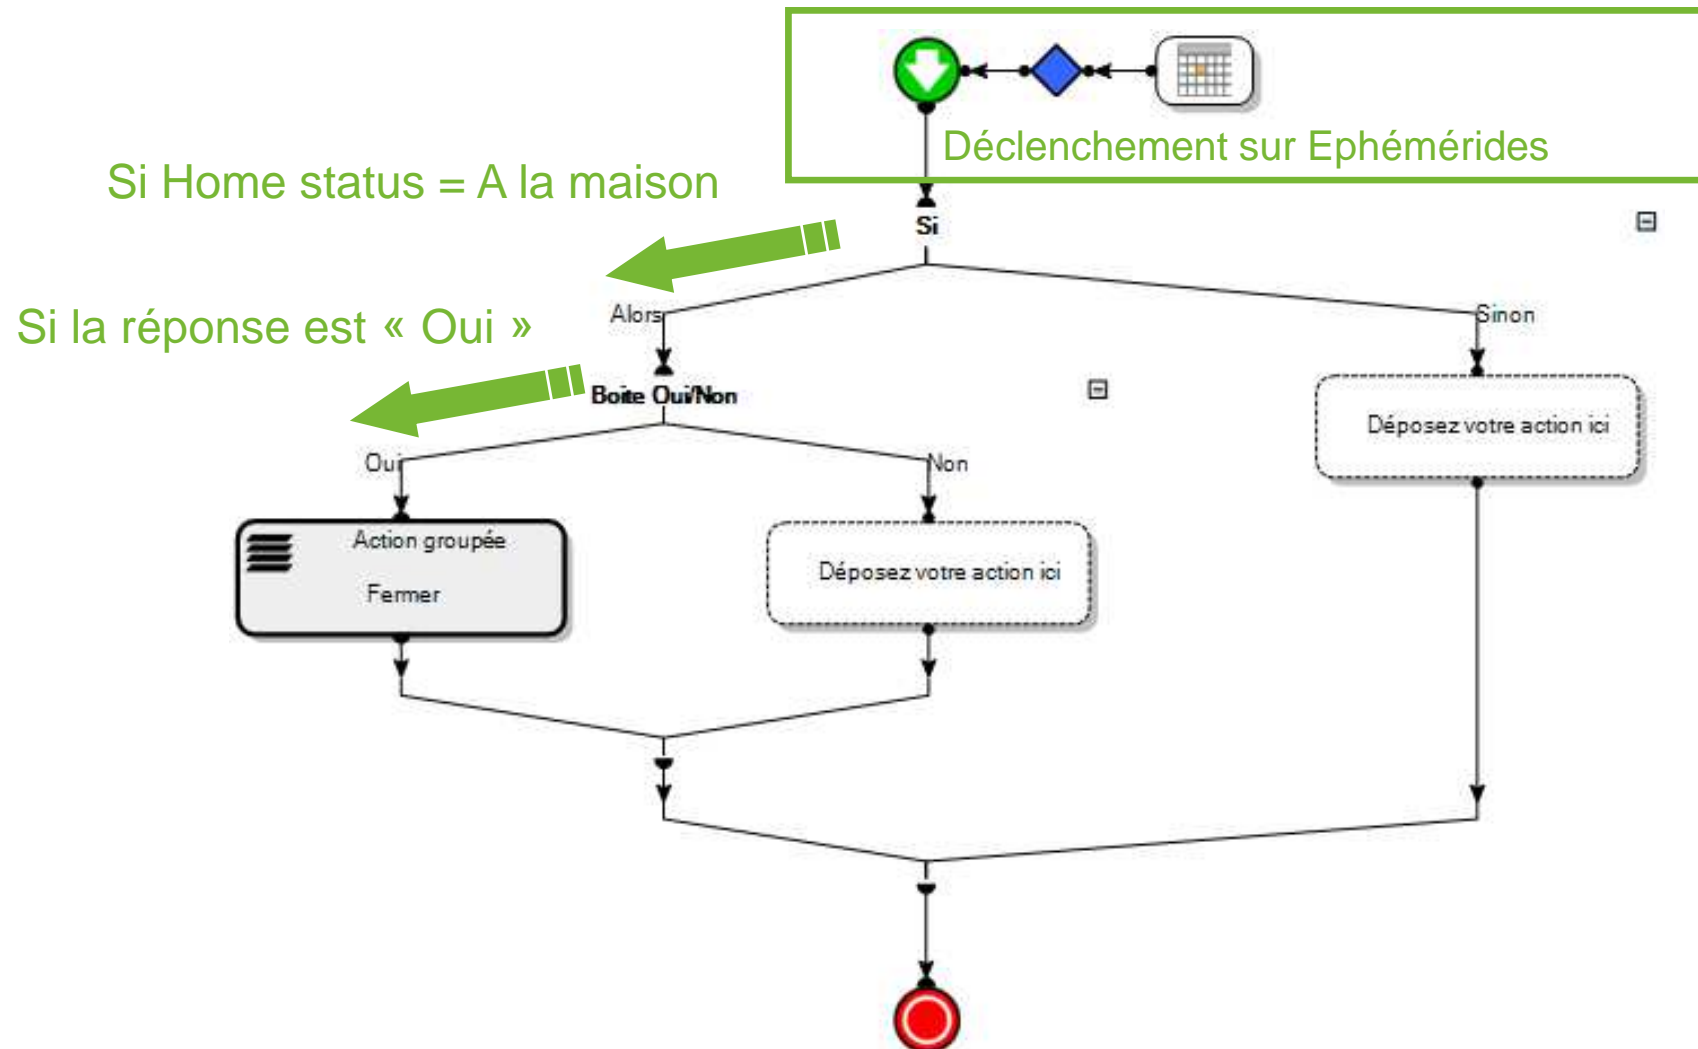 Déclenchement sur Ephémérides
Si Home status = A la maison
Si
Si la réponse est « Oui »
Alors
Sinon
Boite Oui/Non
Déposez votre action ici
Oui
Non
Action groupée
Fermer
Déposez votre action ici